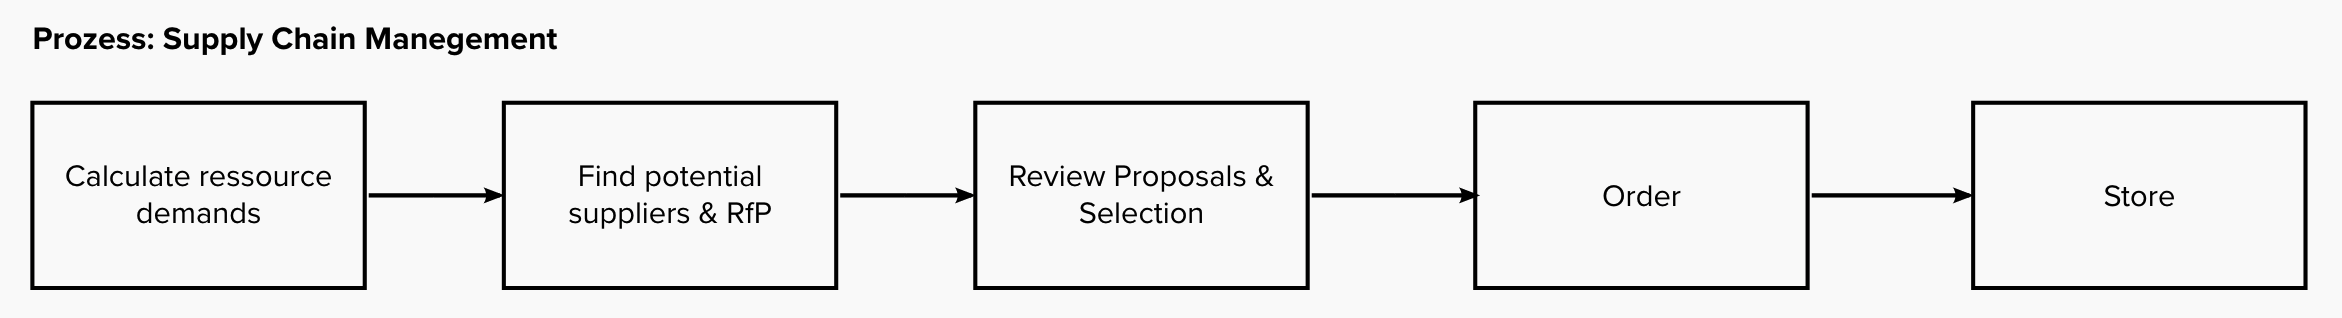 Prozess: Supply Chain Manegement
Calculate ressource
demands
Find potential
suppliers & RfP
Review Proposals &
Selection
Order
Store